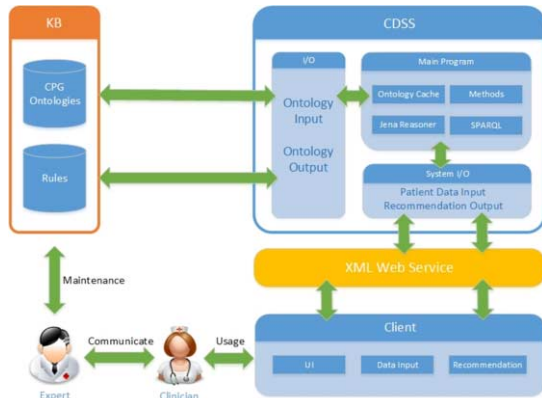 KB
CPG
Ontologies
Rules
CDSS
I/O
Ontology
Input
Ontology
Output
Main Program
Ontology Cache
Methods
Jena Reasoner
SPARQL
System I/O
Patient Data Input
Recommendation Output
XML Web Service
Maintenance
Communicate
Usage
Expert
Clinician
Client
UI
Data Input
Recommendation